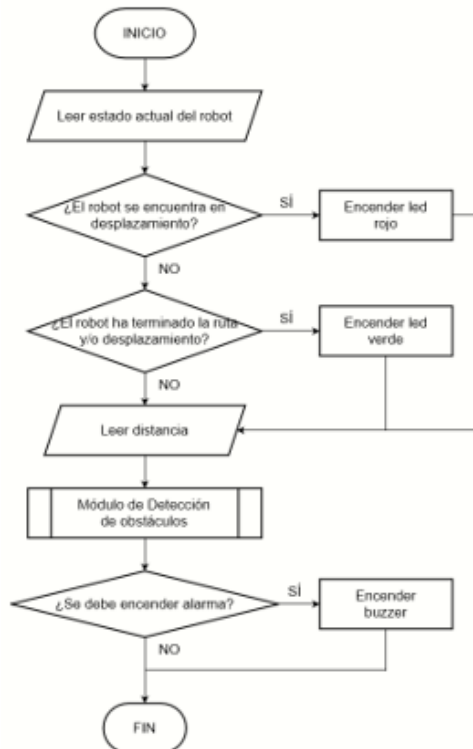 INICIO
Leer estado actual del robot
¿El robot se encuentra en
desplazamiento?
SÍ
Encender led
rojo
NO
¿El robot ha terminado la ruta
y/o desplazamiento?
SÍ
Encender led
verde
NO
Leer distancia
Módulo de Detección
de obstáculos
¿Se debe encender alarma?
SÍ
Encender
buzzer
NO
FIN